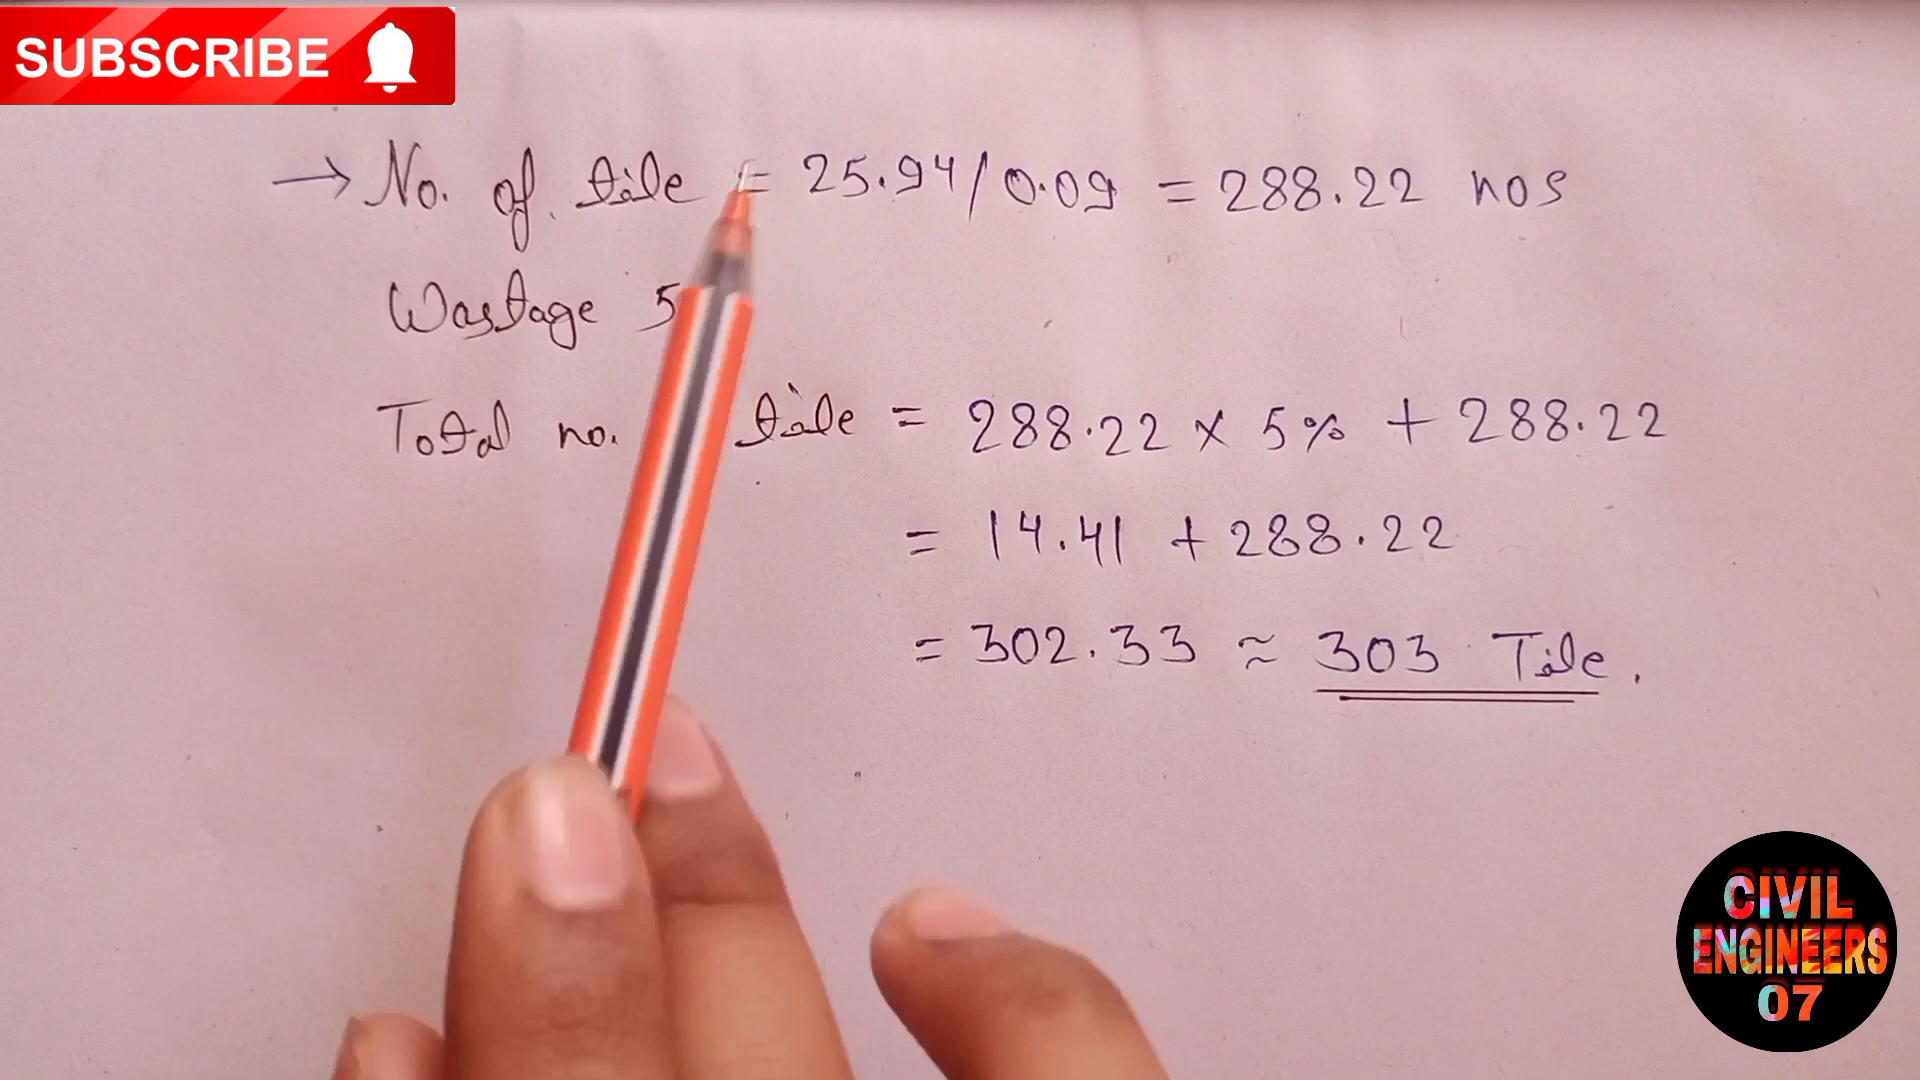 SUBSCRIBE
→ No. of tile = 25.94/0.09 = 288.22 nos
Wastage 5
Total no. tile = 288.22 × 5% + 288.22
= 14.41 + 288.22
= 302.33 ≈ 303 Tile.
CIVIL
ENGINEERS
07